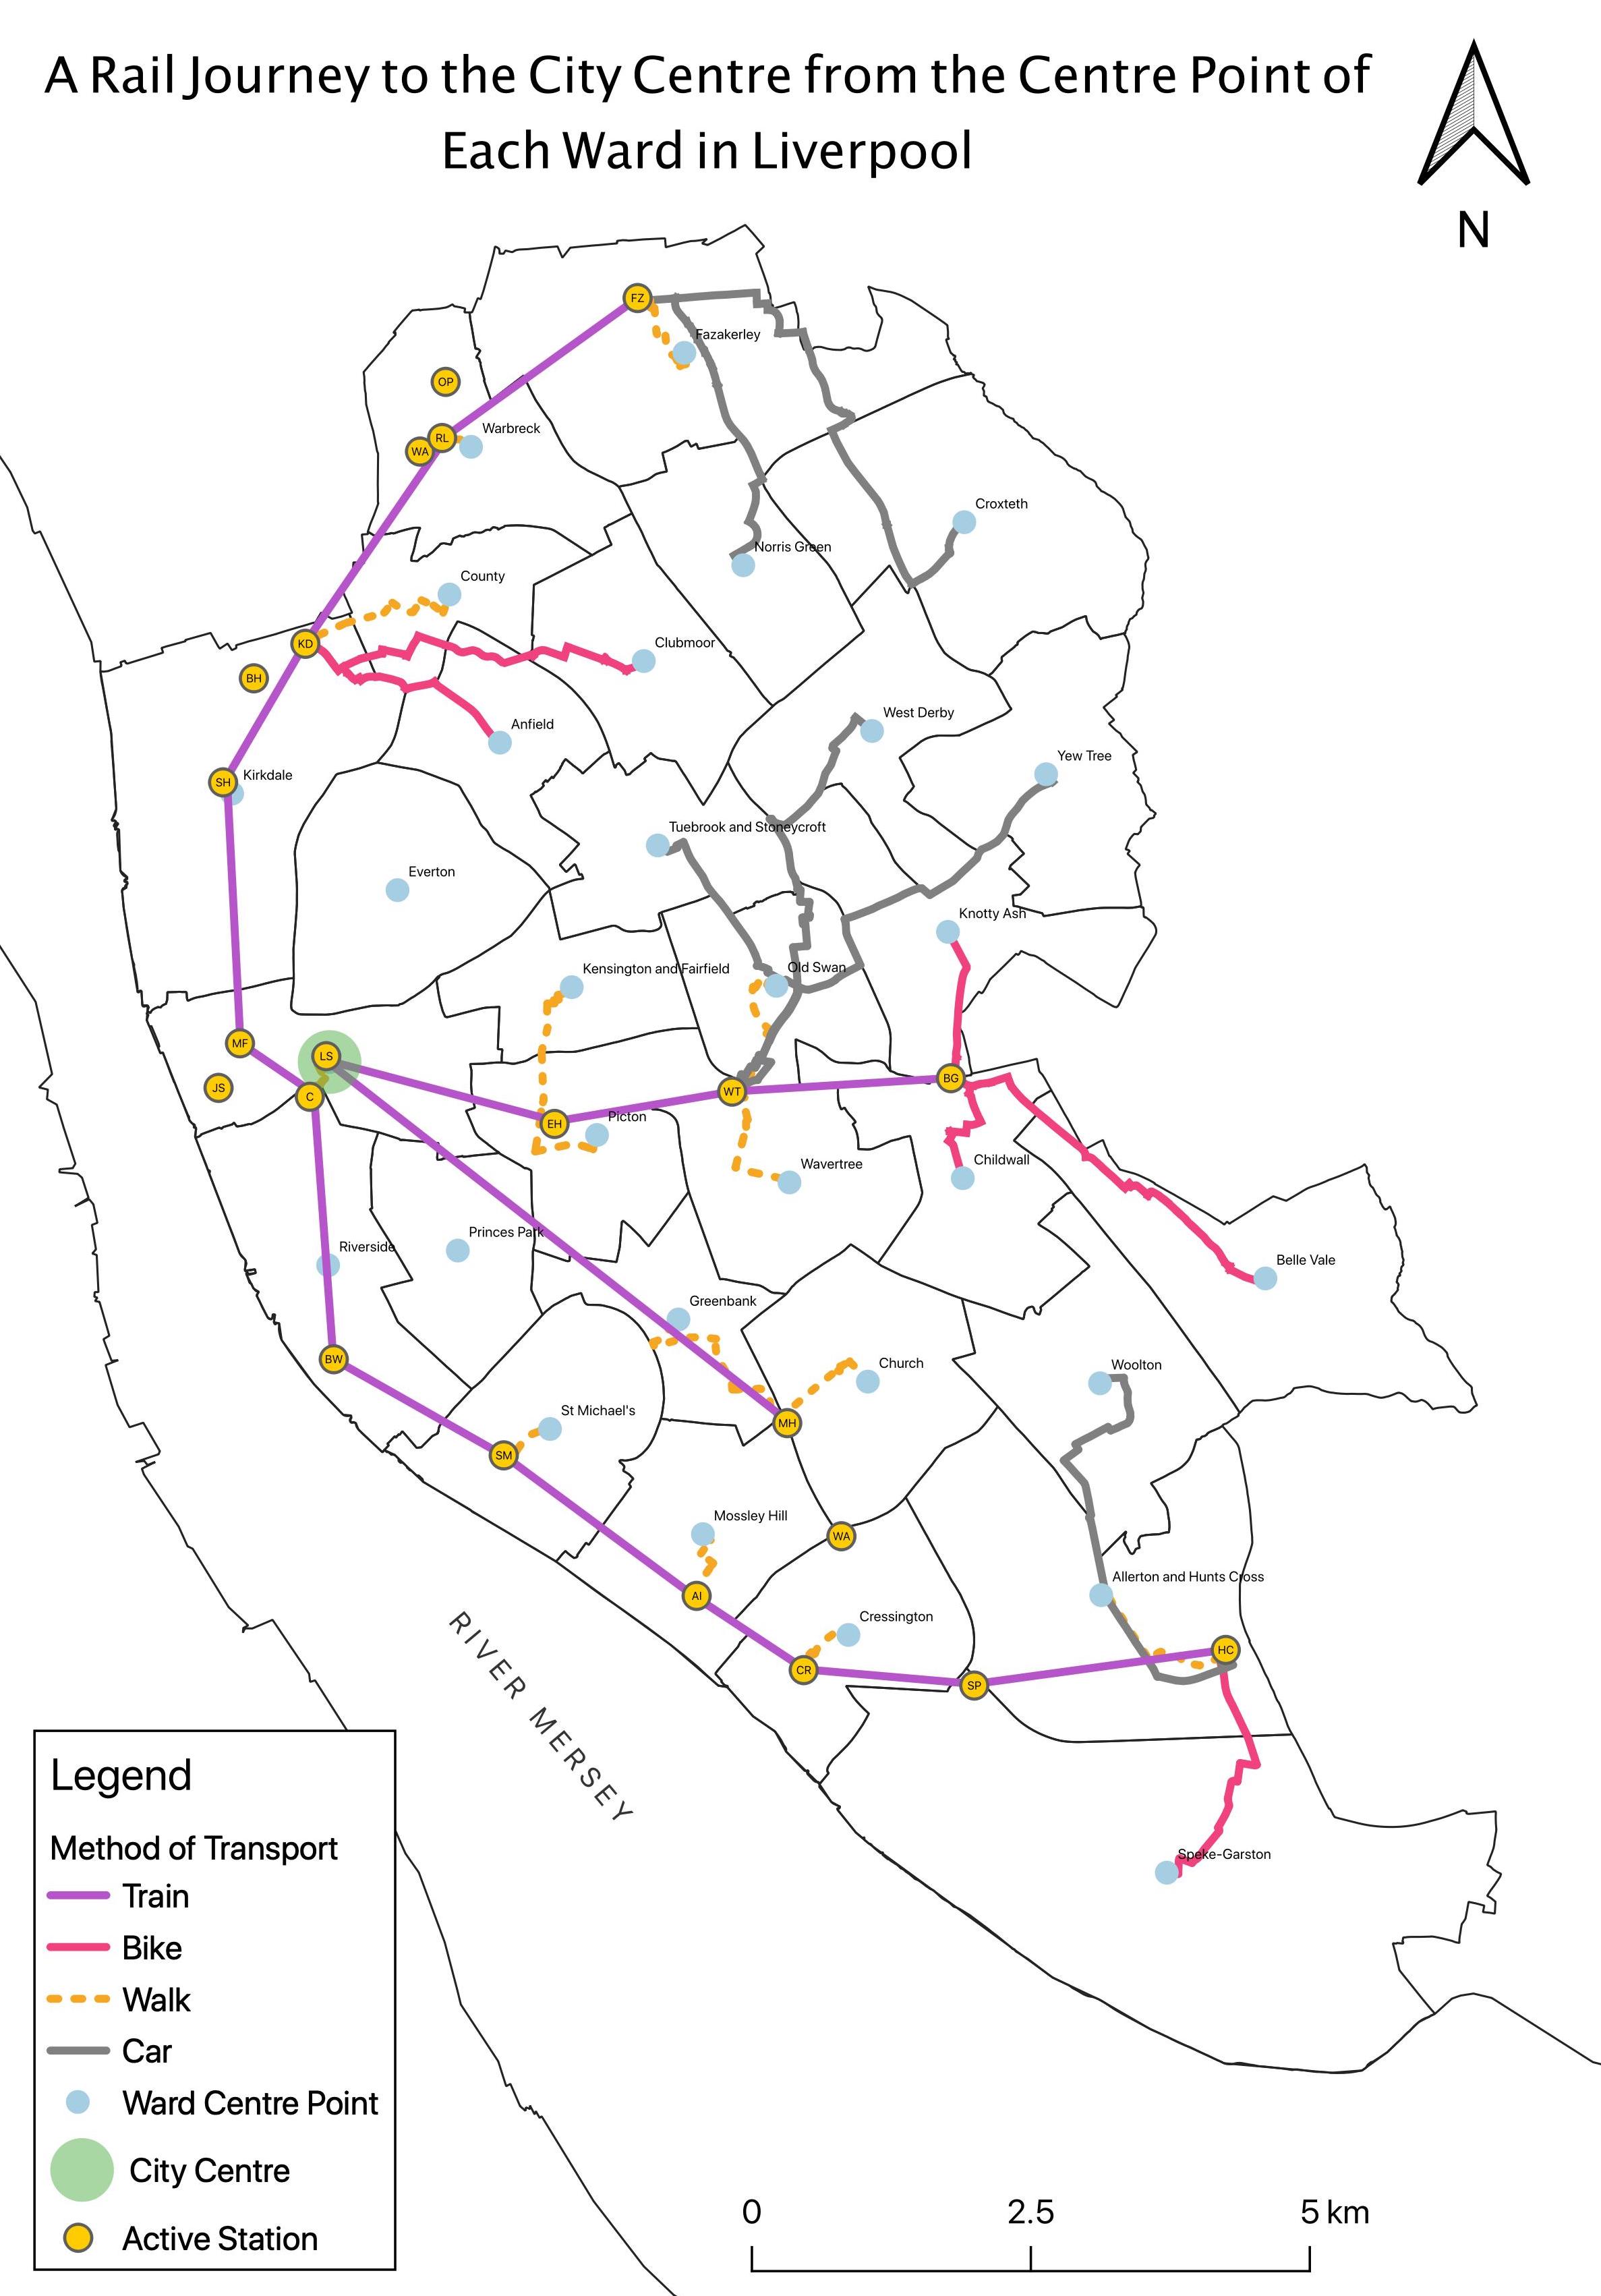 A Rail Journey to the City Centre from the Centre Point of
Each Ward in Liverpool
N
FZ
Fazakerley
OP
RL
Warbreck
WA
Croxteth
Norris Green
County
KD
Clubmoor
BH
West Derby
Anfield
Yew Tree
SH
Kirkdale
Tuebrook and Stoneycroft
Everton
Knotty Ash
Kensington and Fairfield
Old Swan
MF
LS
JS
C
WT
BG
EH
Picton
Wavertree
Childwall
Princes Park
Riverside
Belle Vale
Greenbank
BW
Church
Woolton
St Michael's
MH
SM
Mossley Hill
WA
AI
Allerton and Hunts Cross
Cressington
HC
CR
SP
RIVER MERSEY
Speke-Garston
Legend
Method of Transport
Train
Bike
Walk
Car
Ward Centre Point
City Centre
Active Station
0 2.5 5 km